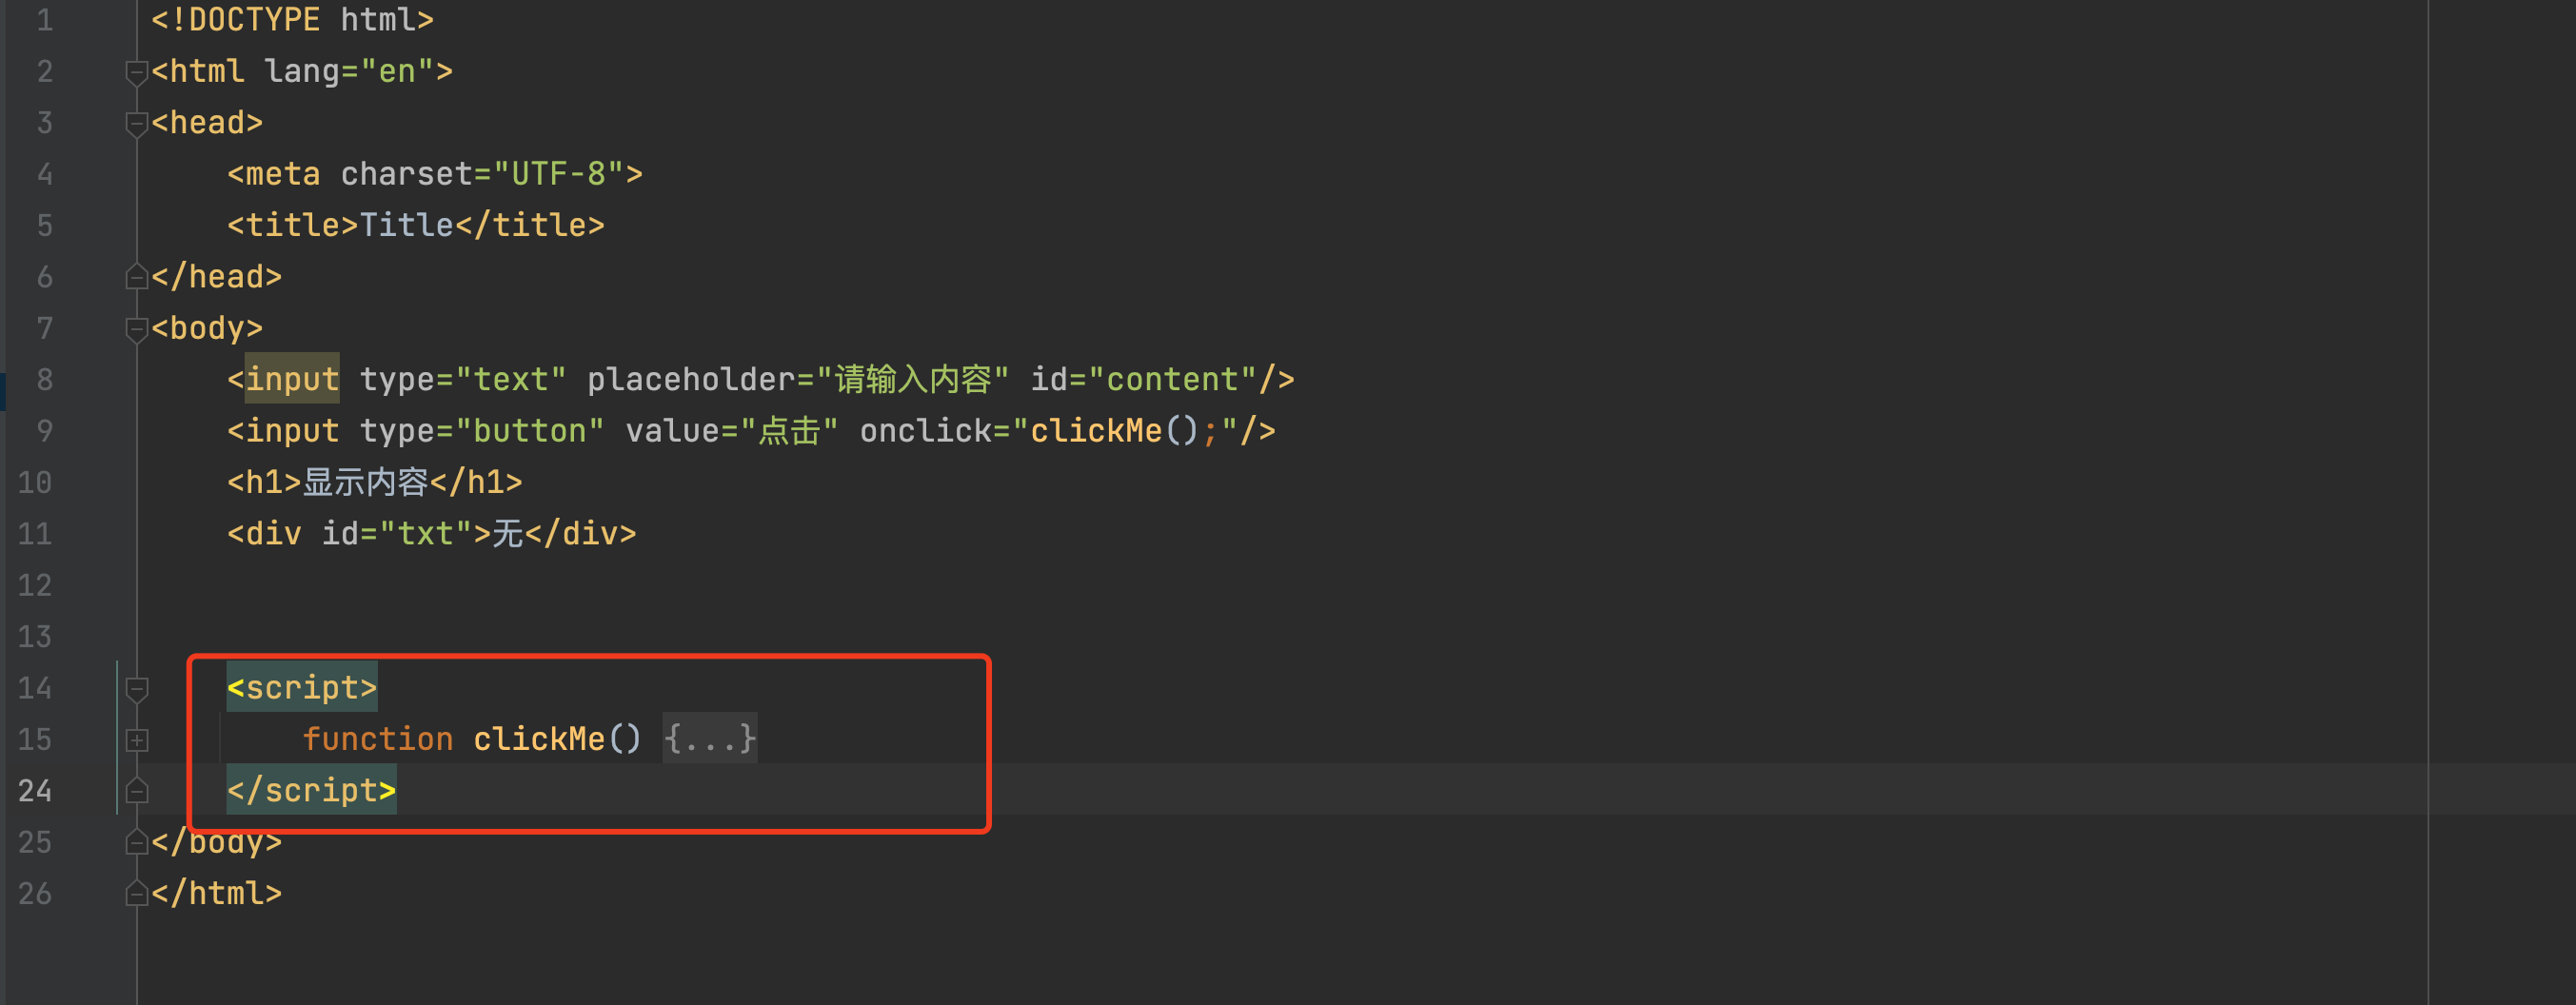 1 <!DOCTYPE html>
2 <html lang="en">
3 <head>
4     <meta charset="UTF-8">
5     <title>Title</title>
6 </head>
7 <body>
8     <input type="text" placeholder="请输入内容" id="content"/>
9     <input type="button" value="点击" onclick="clickMe();"/>
10     <h1>显示内容</h1>
11     <div id="txt">无</div>
12
13
14     <script>
15         function clickMe() {...}
24     </script>
25 </body>
26 </html>